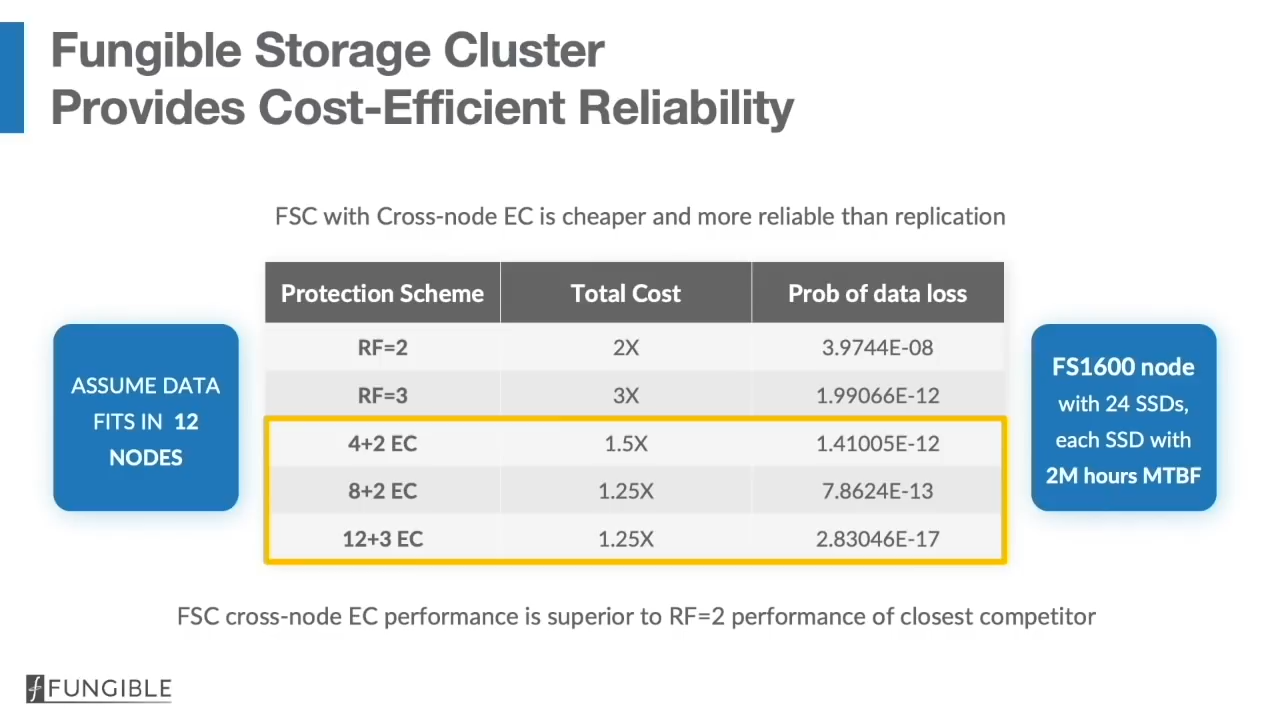 Fungible Storage Cluster
Provides Cost-Efficient Reliability
FSC with Cross-node EC is cheaper and more reliable than replication
ASSUME DATA
FITS IN 12
NODES
Protection Scheme Total Cost Prob of data loss
RF=2 2X 3.9744E-08
RF=3 3X 1.99066E-12
4+2 EC 1.5X 1.41005E-12
8+2 EC 1.25X 7.8624E-13
12+3 EC 1.25X 2.83046E-17
FS1600 node
with 24 SSDs,
each SSD with
2M hours MTBF
FSC cross-node EC performance is superior to RF=2 performance of closest competitor
FUNGIBLE